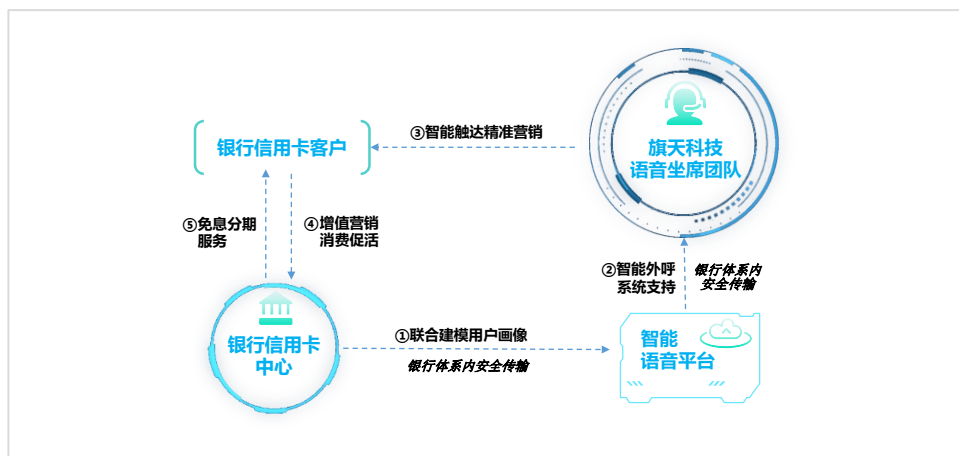 ③智能触达精准营销
银行信用卡客户
旗天科技
语音坐席团队
⑤免息分期
服务
④增值营销
消费促活
②智能外呼
系统支持
银行体系内
安全传输
银行信用卡
中心
①联合建模用户画像
银行体系内安全传输
智能
语音平台